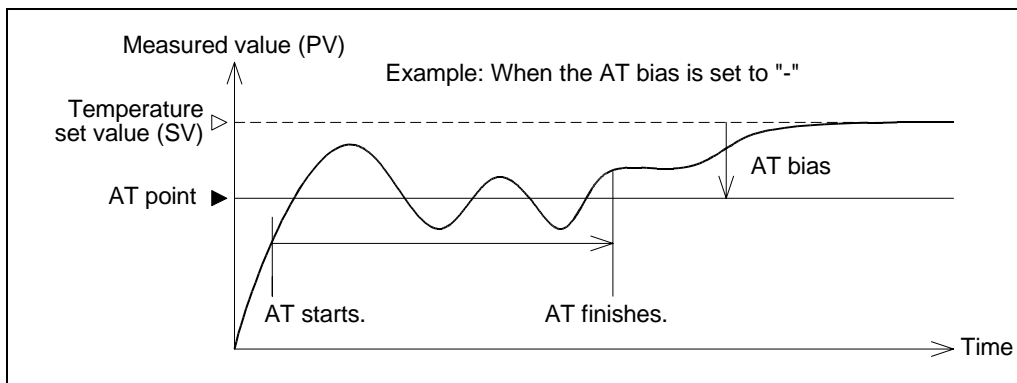 Measured value (PV)
Example: When the AT bias is set to "-"
Temperature
set value (SV)
AT bias
AT point
AT starts.
AT finishes.
Time